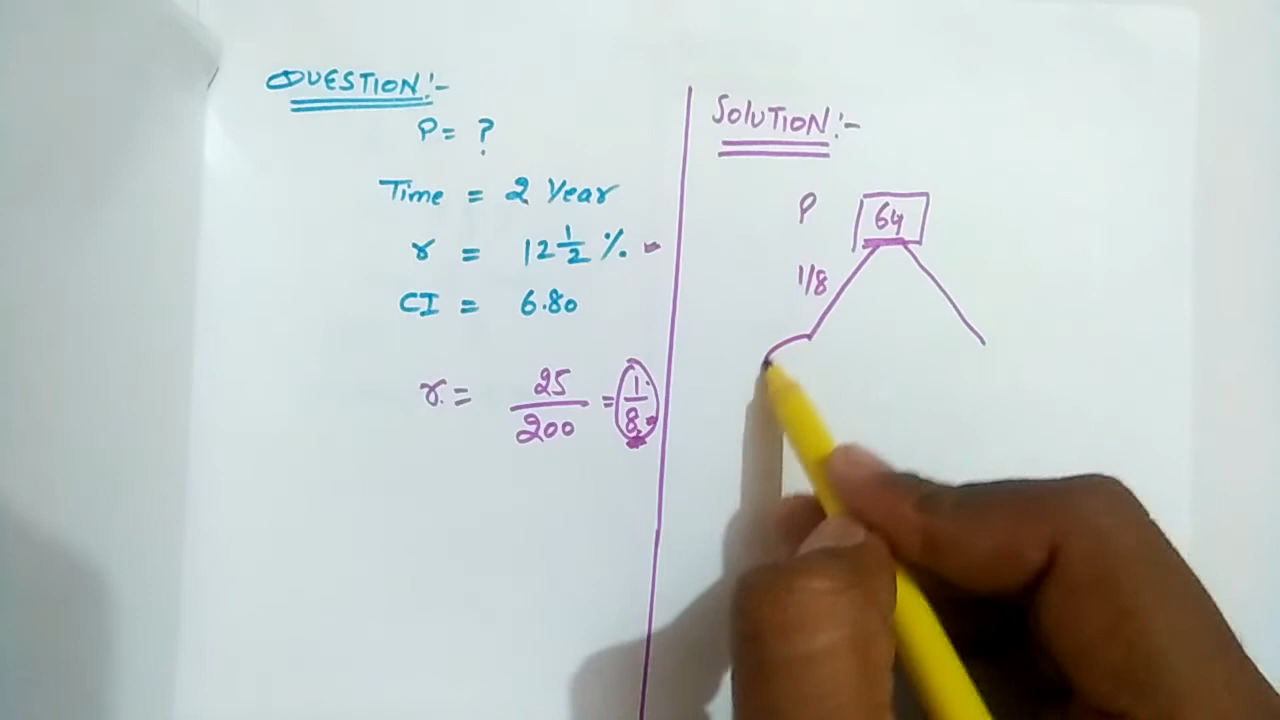 QUESTION:-
P = ?
Time = 2 Year
r = 12 1/2 %
CI = 6.80
r = 25/200 = 1/8
SOLUTION:-
P 64
1/8